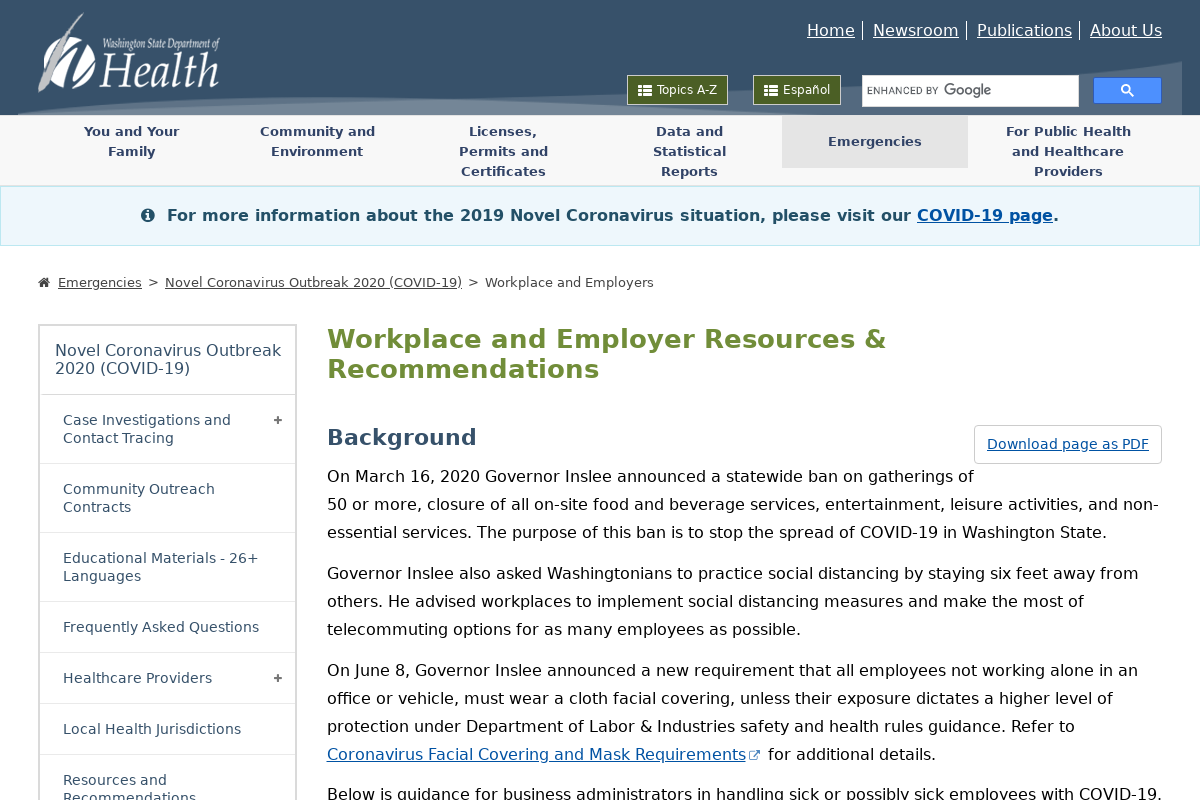 Washington State Department of
Health
Home
Newsroom
Publications
About Us
Topics A-Z
Español
ENHANCED BY Google
You and Your
Family
Community and
Environment
Licenses,
Permits and
Certificates
Data and
Statistical
Reports
Emergencies
For Public Health
and Healthcare
Providers
For more information about the 2019 Novel Coronavirus situation, please visit our COVID-19 page.
Emergencies > Novel Coronavirus Outbreak 2020 (COVID-19) > Workplace and Employers
Novel Coronavirus Outbreak
2020 (COVID-19)
Case Investigations and
Contact Tracing
Community Outreach
Contracts
Educational Materials - 26+
Languages
Frequently Asked Questions
Healthcare Providers
Local Health Jurisdictions
Resources and
Recommendations
Workplace and Employer Resources &
Recommendations
Background
Download page as PDF
On March 16, 2020 Governor Inslee announced a statewide ban on gatherings of
50 or more, closure of all on-site food and beverage services, entertainment, leisure activities, and non-
essential services. The purpose of this ban is to stop the spread of COVID-19 in Washington State.
Governor Inslee also asked Washingtonians to practice social distancing by staying six feet away from
others. He advised workplaces to implement social distancing measures and make the most of
telecommuting options for as many employees as possible.
On June 8, Governor Inslee announced a new requirement that all employees not working alone in an
office or vehicle, must wear a cloth facial covering, unless their exposure dictates a higher level of
protection under Department of Labor & Industries safety and health rules guidance. Refer to
Coronavirus Facial Covering and Mask Requirements for additional details.
Below is guidance for business administrators in handling sick or possibly sick employees with COVID-19.